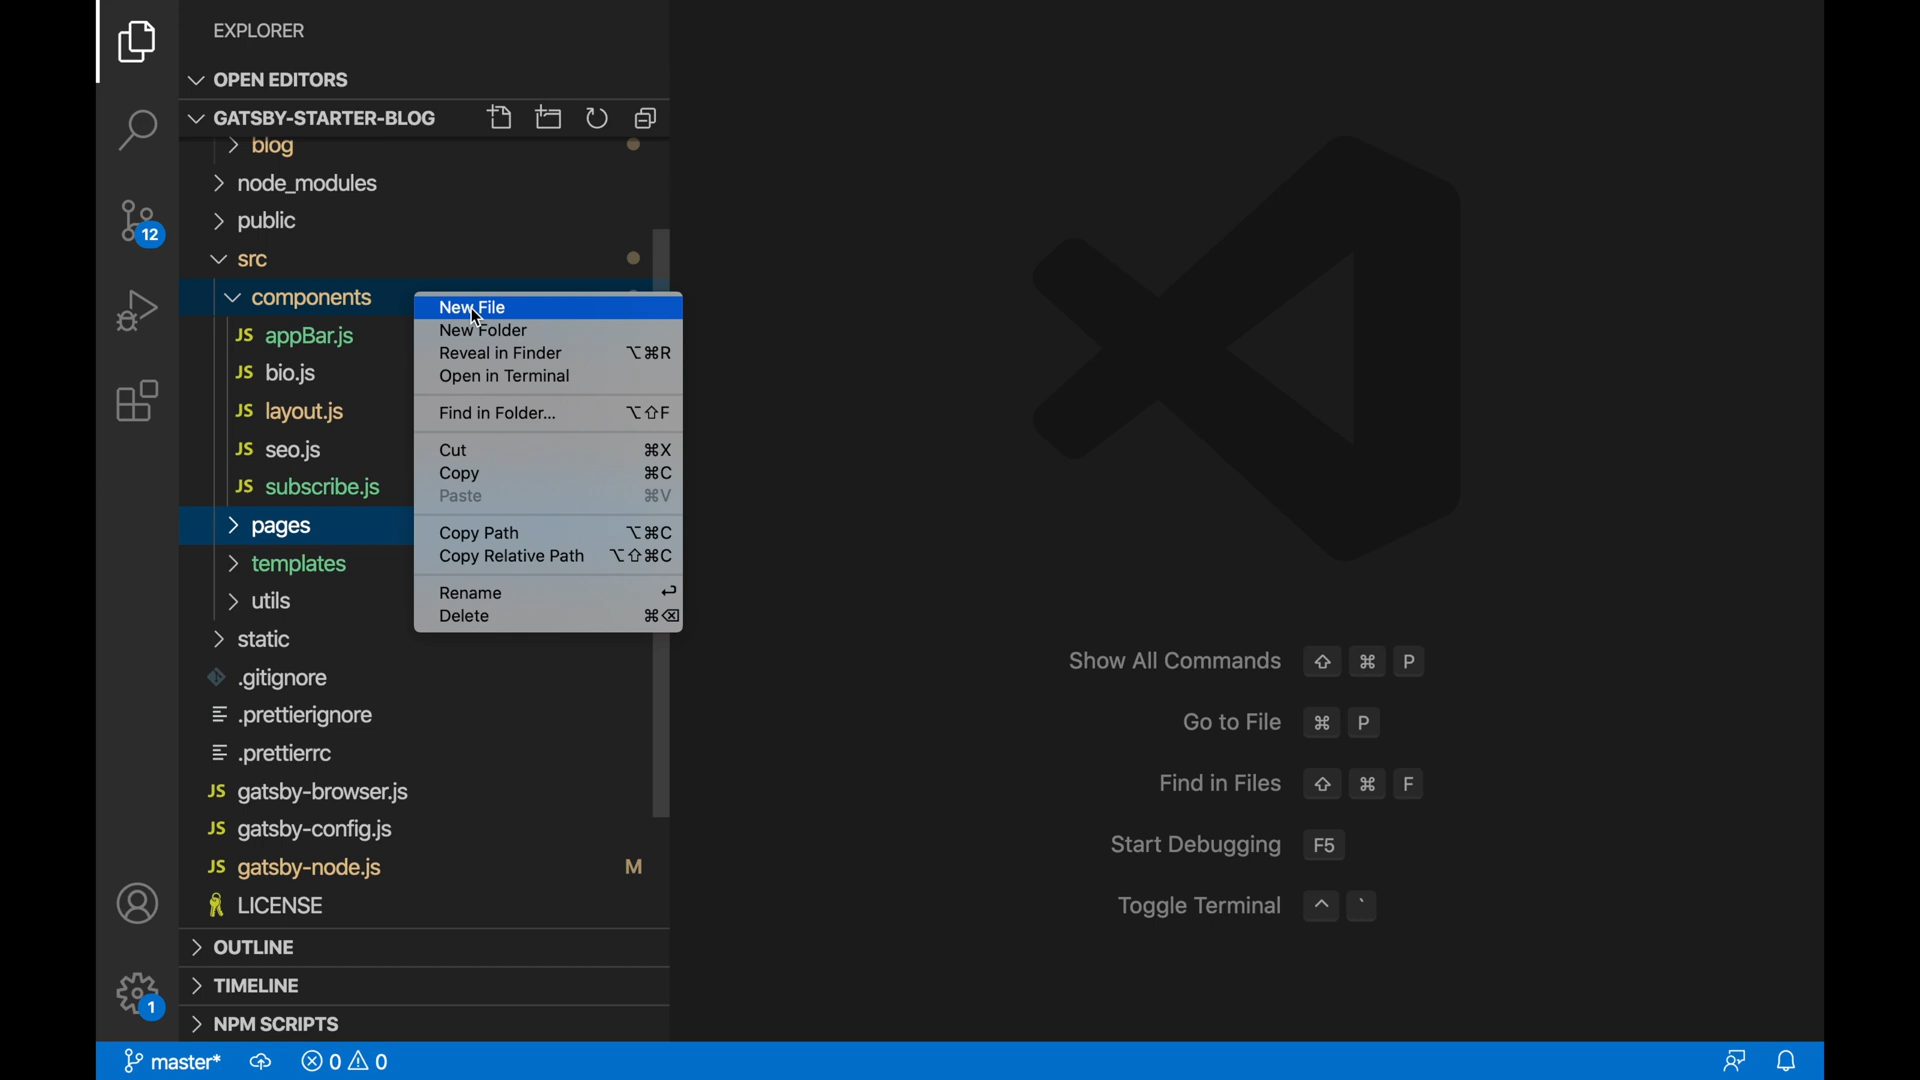 EXPLORER
OPEN EDITORS
GATSBY-STARTER-BLOG
blog
node_modules
public
src
components
JS appBar.js
JS bio.js
JS layout.js
JS seo.js
JS subscribe.js
pages
templates
utils
static
.gitignore
.prettierignore
.prettierrc
JS gatsby-browser.js
JS gatsby-config.js
JS gatsby-node.js M
LICENSE
OUTLINE
TIMELINE
NPM SCRIPTS
12
1
New File
New Folder
Reveal in Finder ⌥⌘R
Open in Terminal
Find in Folder... ⌥⇧F
Cut ⌘X
Copy ⌘C
Paste ⌘V
Copy Path ⌥⌘C
Copy Relative Path ⌥⇧⌘C
Rename ↩
Delete ⌘⌫
Show All Commands ⇧ ⌘ P
Go to File ⌘ P
Find in Files ⇧ ⌘ F
Start Debugging F5
Toggle Terminal ^ `
master* 0 0